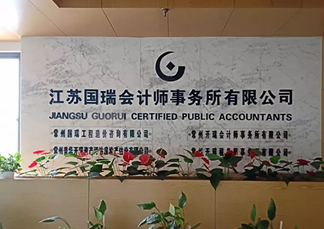 江苏国瑞会计师事务所有限公司
JIANGSU GUORUI CERTIFIED PUBLIC ACCOUNTANTS
·常州国瑞工程造价咨询有限公司·
·常州开瑞会计师事务所有限公司·